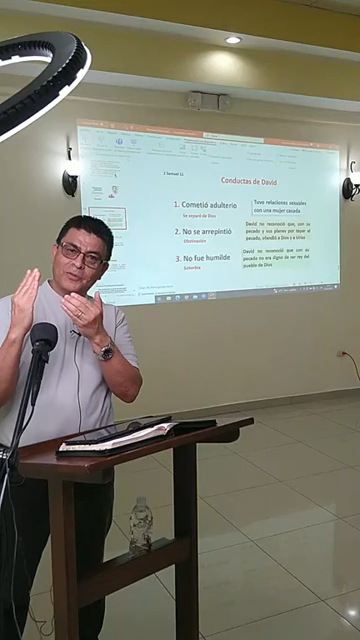 2 Samuel 11
Conductas de David
1. Cometió adulterio
Se separó de Dios
Tuvo relaciones sexuales
con una mujer casada
2. No se arrepintió
Obstinación
David no reconoció que, con su
pecado y sus planes por tapar el
pecado, ofendió a Dios y a Urías
3. No fue humilde
Soberbia
David no reconoció que con su
pecado no era digno de ser rey del
pueblo de Dios